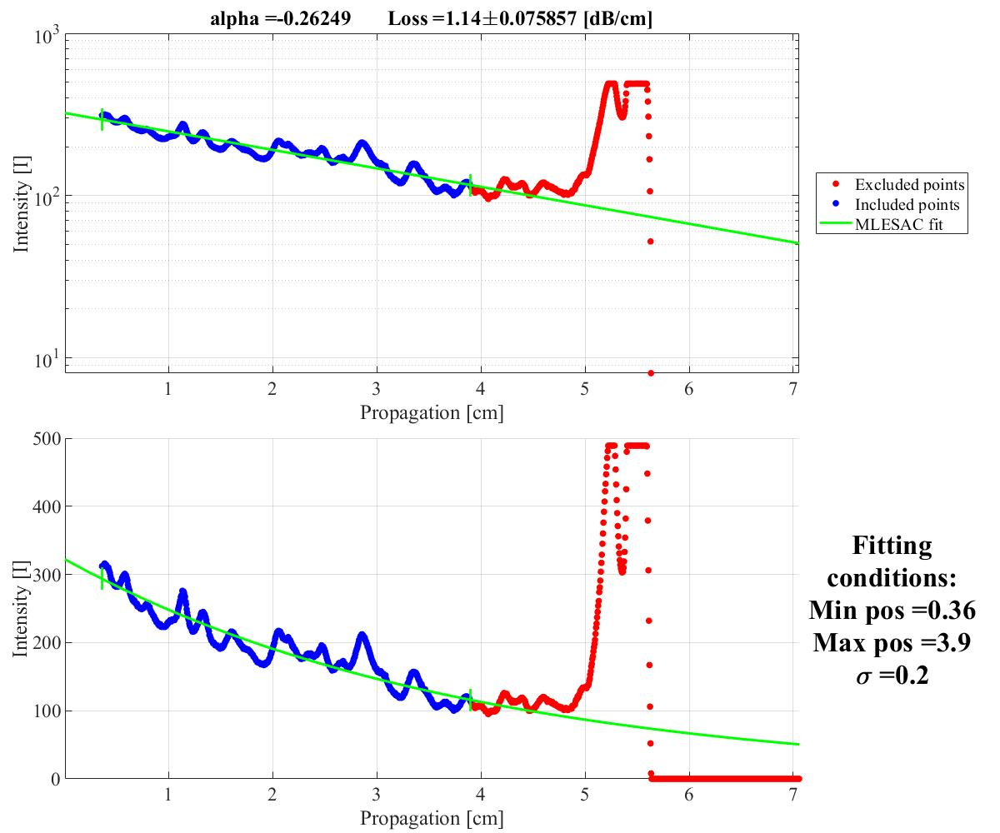 alpha =-0.26249 Loss =1.14±0.075857 [dB/cm]
10³
10²
10¹
Intensity [I]
1 2 3 4 5 6 7
Propagation [cm]
Excluded points
Included points
MLESAC fit
500
400
300
200
100
0
Intensity [I]
1 2 3 4 5 6 7
Propagation [cm]
Fitting
conditions:
Min pos =0.36
Max pos =3.9
σ =0.2